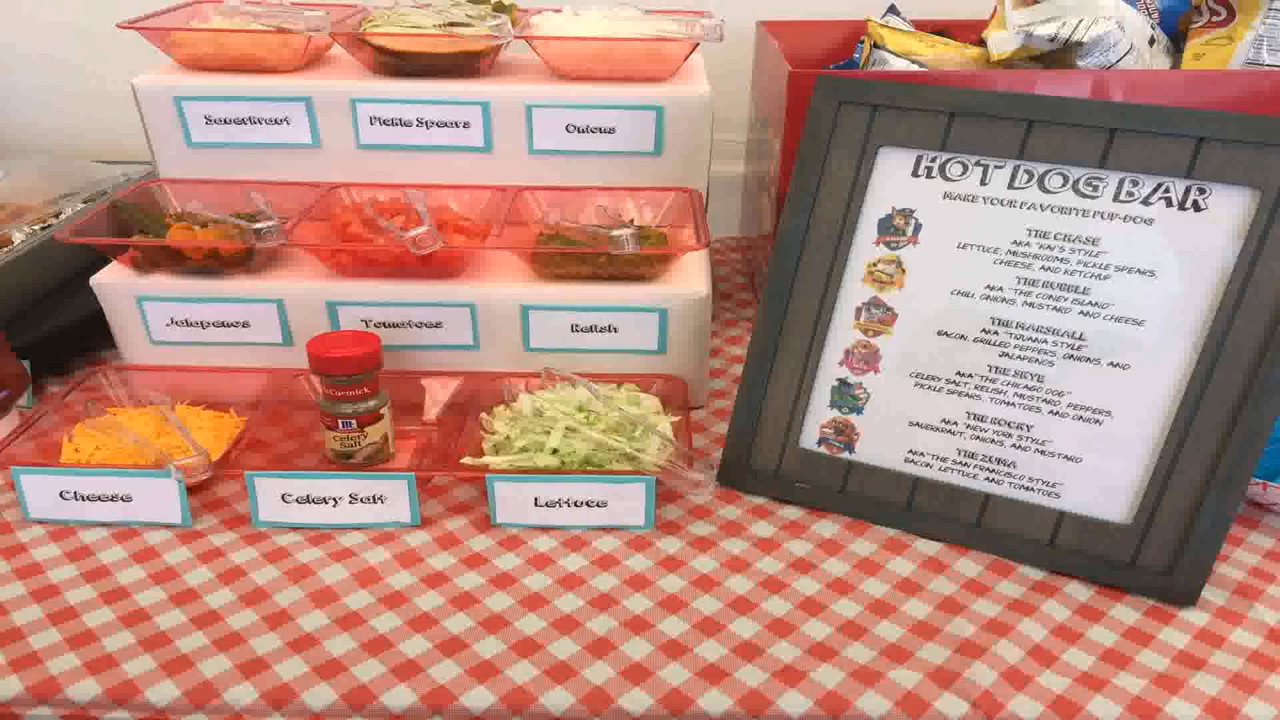 Sauerkraut
Pickle Spears
Onions
Jalapenos
Tomatoes
Relish
McCormick
Celery
Salt
Cheese
Celery Salt
Lettuce
HOT DOG BAR
MAKE YOUR FAVORITE PUP-DOG
THE CHASE
AKA "KAI'S STYLE"
LETTUCE, MUSHROOMS, PICKLE SPEARS,
CHEESE, AND KETCHUP
THE RUBBLE
AKA "THE CONEY ISLAND"
CHILI, ONIONS, MUSTARD AND CHEESE
THE MARSHALL
AKA "TIJUANA STYLE"
BACON, GRILLED PEPPERS, ONIONS, AND
JALAPENOS
THE SKYE
AKA "THE CHICAGO DOG"
CELERY SALT, RELISH, MUSTARD PEPPERS,
PICKLE SPEARS, TOMATOES, AND ONION
THE ROCKY
AKA "NEW YORK STYLE"
SAUERKRAUT, ONIONS, AND MUSTARD
THE ZUMA
AKA "THE SAN FRANCISCO STYLE"
BACON, LETTUCE, AND TOMATOES